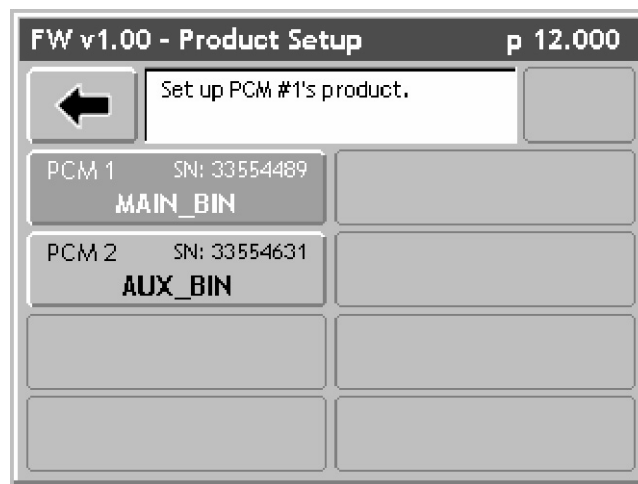 FW v1.00 - Product Setup p 12.000
Set up PCM #1's product.
PCM 1 SN: 33554489
MAIN_BIN
PCM 2 SN: 33554631
AUX_BIN